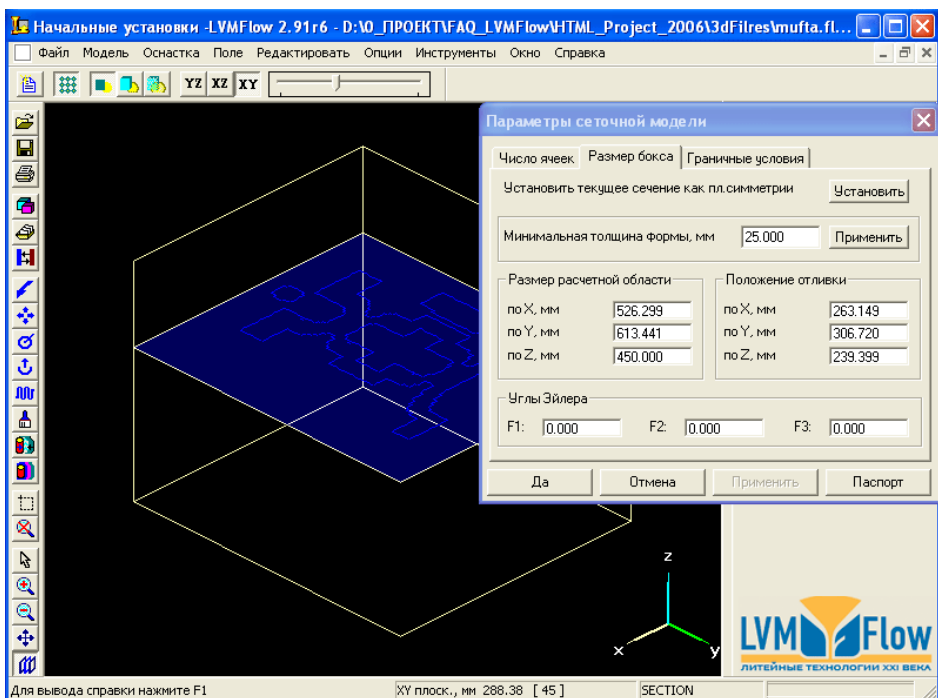 Начальные установки -LVMFlow 2.91r6 - D:\0_ПРОЕКТ\FAQ_LVMFlow\HTML_Project_2006\3dFilres\mufta.fl...
Файл Модель Оснастка Поле Редактировать Опции Инструменты Окно Справка
YZ XZ XY
Параметры сеточной модели
Число ячеек Размер бокса Граничные условия
Установить текущее сечение как пл.симметрии Установить
Минимальная толщина формы, мм 25.000 Применить
Размер расчетной области Положение отливки
по X, мм 526.299 по X, мм 263.149
по Y, мм 613.441 по Y, мм 306.720
по Z, мм 450.000 по Z, мм 239.399
Углы Эйлера
F1: 0.000 F2: 0.000 F3: 0.000
Да Отмена Применить Паспорт
z
x y
LVM Flow
ЛИТЕЙНЫЕ ТЕХНОЛОГИИ XXI ВЕКА
Для вывода справки нажмите F1 XY плоск., мм 288.38 [ 45 ] SECTION